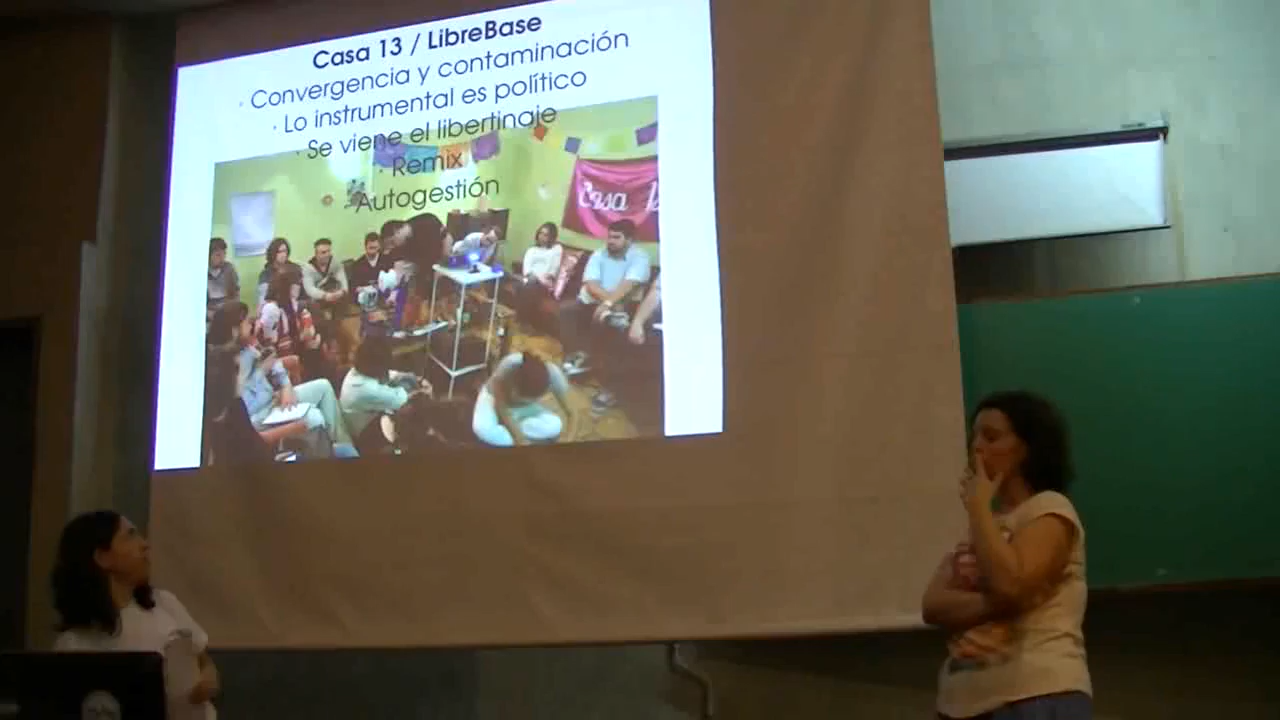 Casa 13 / LibreBase
· Convergencia y contaminación
· Lo instrumental es político
· Se viene el libertinaje
· Remix
Autogestión
Casa